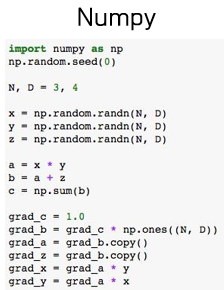 Numpy
import numpy as np
np.random.seed(0)
N, D = 3, 4
x = np.random.randn(N, D)
y = np.random.randn(N, D)
z = np.random.randn(N, D)
a = x * y
b = a + z
c = np.sum(b)
grad_c = 1.0
grad_b = grad_c * np.ones((N, D))
grad_a = grad_b.copy()
grad_z = grad_b.copy()
grad_x = grad_a * y
grad_y = grad_a * x